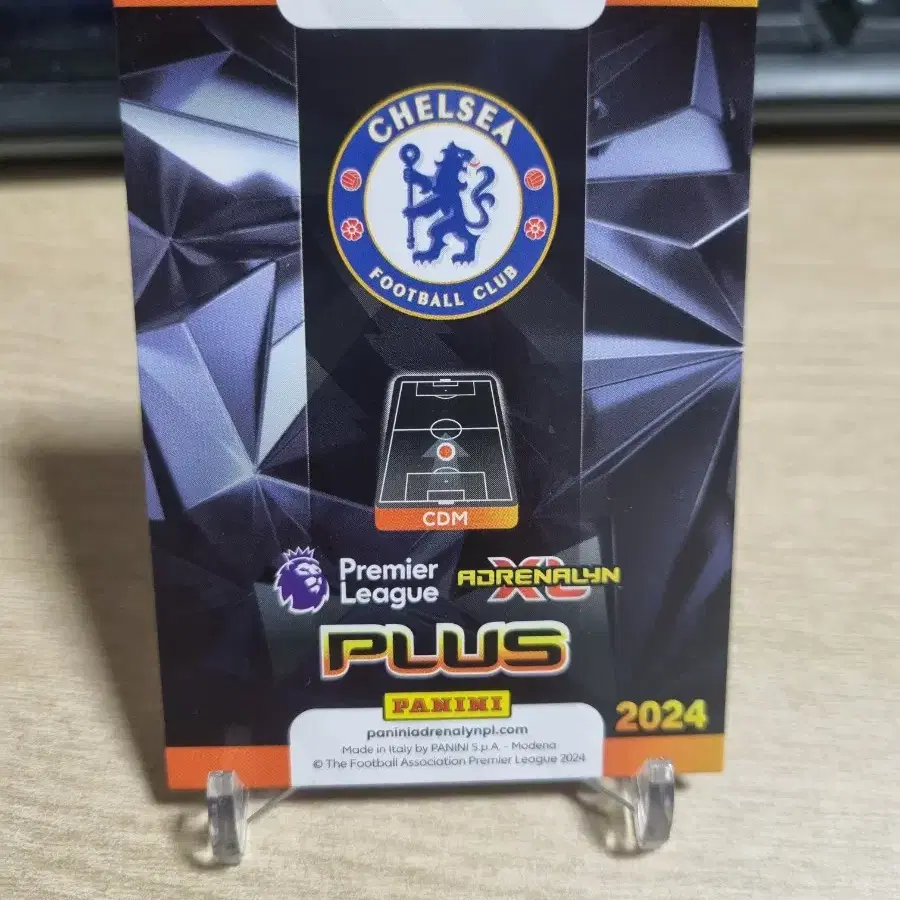 CHELSEA
FOOTBALL CLUB
CDM
Premier
League
ADRENALYN
XL
PLUS
PANINI
2024
paniniadrenalynpl.com
Made in Italy by PANINI S.p.A. - Modena
© The Football Association Premier League 2024